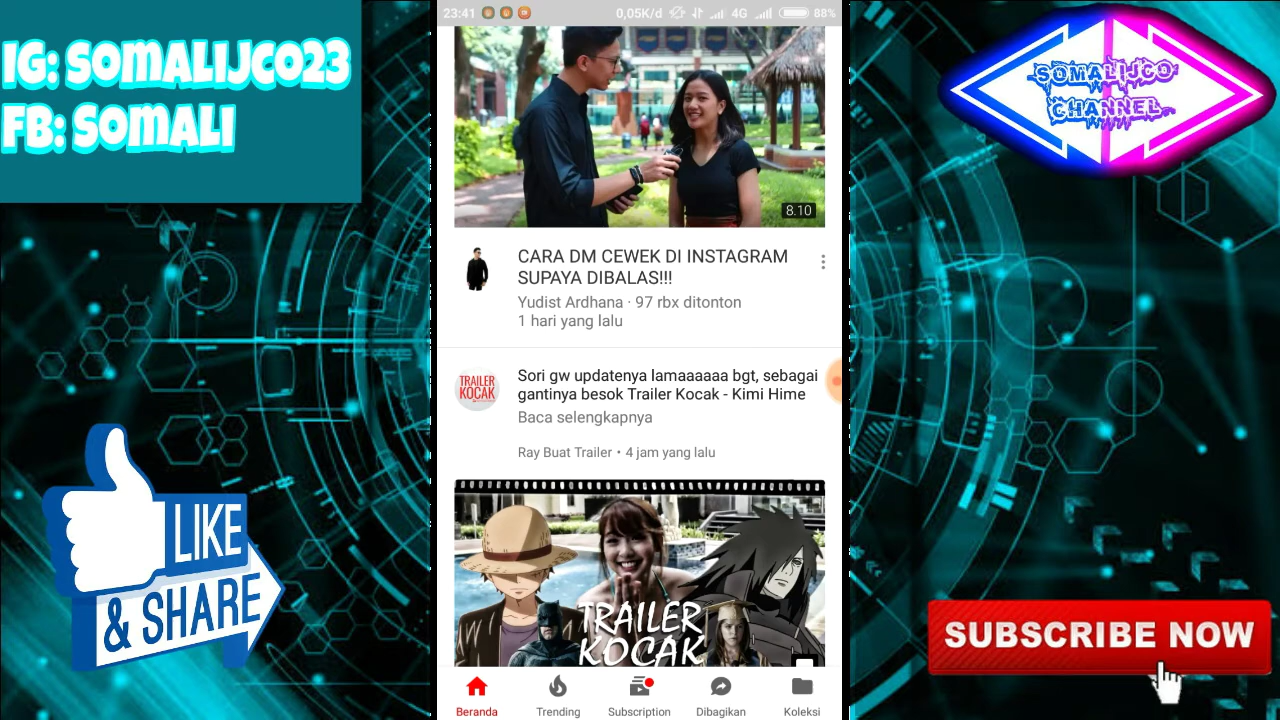 IG: SOMALIJCO23
FB: SOMALI
LIKE
& SHARE
23:41
0,05K/d
4G
88%
8.10
CARA DM CEWEK DI INSTAGRAM
SUPAYA DIBALAS!!!
Yudist Ardhana · 97 rbx ditonton
1 hari yang lalu
TRAILER
KOCAK
Sori gw updatenya lamaaaaaa bgt, sebagai
gantinya besok Trailer Kocak - Kimi Hime
Baca selengkapnya
Ray Buat Trailer • 4 jam yang lalu
TRAILER
KOCAK
Beranda
Trending
Subscription
Dibagikan
Koleksi
SOMALIJCO
CHANNEL
SUBSCRIBE NOW